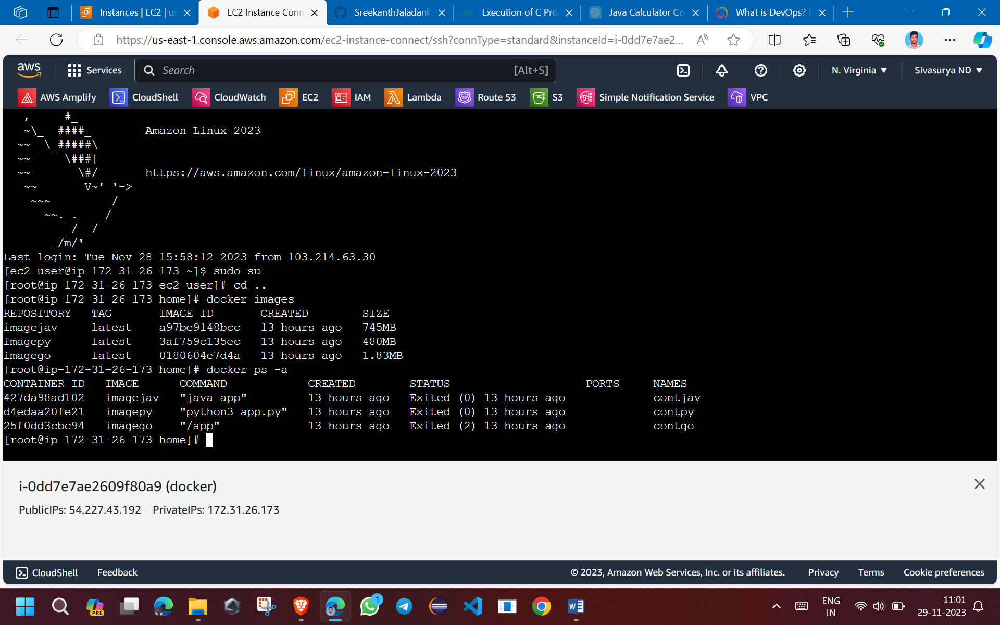 Instances | EC2 | us
EC2 Instance Conn
SreekanthJaladank
Execution of C Pro
Java Calculator Co
What is DevOps? N
https://us-east-1.console.aws.amazon.com/ec2-instance-connect/ssh?connType=standard&instanceId=i-0dd7e7ae2...
aws
Services
Search
[Alt+S]
N. Virginia
Sivasurya ND
AWS Amplify
CloudShell
CloudWatch
EC2
IAM
Lambda
Route 53
S3
Simple Notification Service
VPC
   ,     #_
   ~\_  ####_        Amazon Linux 2023
  ~~  \_#####\
  ~~     \###|
  ~~       \#/ ___   https://aws.amazon.com/linux/amazon-linux-2023
   ~~       V~' '->
    ~~~         /
      ~~._.   _/
         _/ _/
       _/m/'
Last login: Tue Nov 28 15:58:12 2023 from 103.214.63.30
[ec2-user@ip-172-31-26-173 ~]$ sudo su
[root@ip-172-31-26-173 ec2-user]# cd ..
[root@ip-172-31-26-173 home]# docker images
REPOSITORY   TAG       IMAGE ID       CREATED        SIZE
imagejav     latest    a97be9148bcc   13 hours ago   745MB
imagepy      latest    3af759c135ec   13 hours ago   480MB
imagego      latest    0180604e7d4a   13 hours ago   1.83MB
[root@ip-172-31-26-173 home]# docker ps -a
CONTAINER ID   IMAGE      COMMAND            CREATED        STATUS                    PORTS     NAMES
427da98ad102   imagejav   "java app"         13 hours ago   Exited (0) 13 hours ago             contjav
d4edaa20fe21   imagepy    "python3 app.py"   13 hours ago   Exited (0) 13 hours ago             contpy
25f0dd3cbc94   imagego    "/app"             13 hours ago   Exited (2) 13 hours ago             contgo
[root@ip-172-31-26-173 home]#
i-0dd7e7ae2609f80a9 (docker)
PublicIPs: 54.227.43.192    PrivateIPs: 172.31.26.173
CloudShell
Feedback
© 2023, Amazon Web Services, Inc. or its affiliates.
Privacy
Terms
Cookie preferences
PRE
1
ENG
IN
11:01
29-11-2023